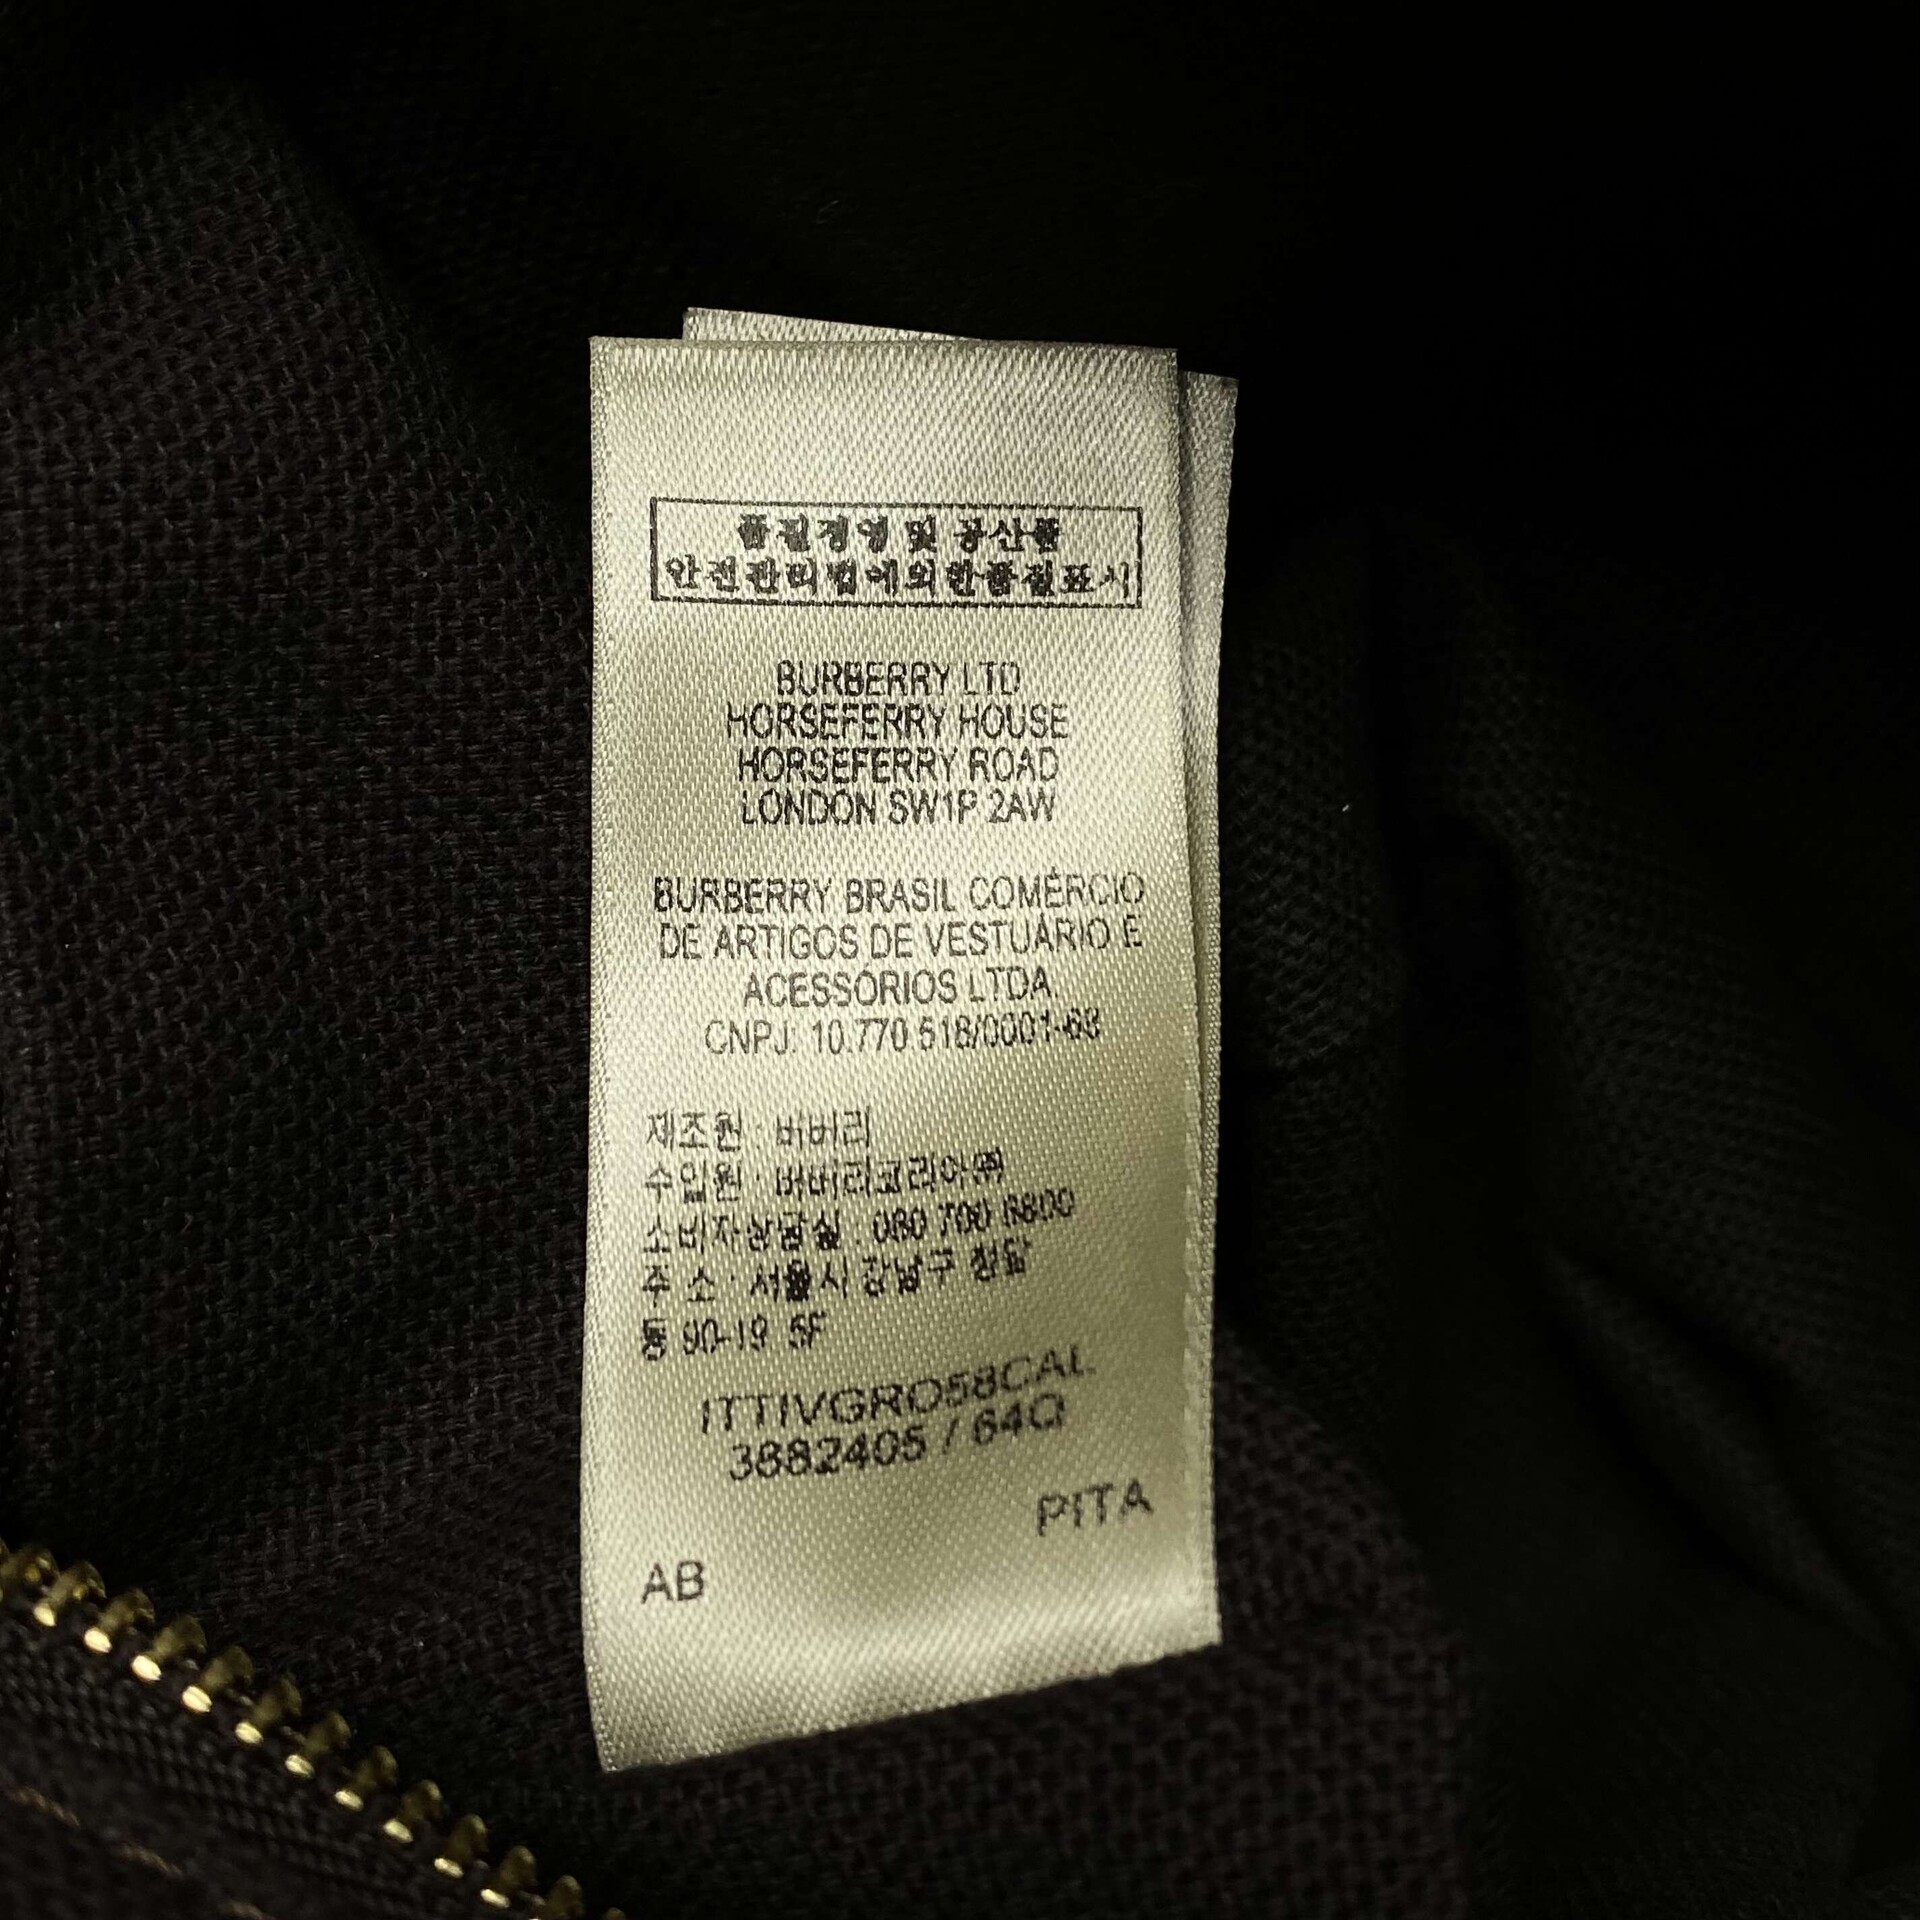 품질경영 및 공산품
안전관리법에의한품질표시
BURBERRY LTD
HORSEFERRY HOUSE
HORSEFERRY ROAD
LONDON SW1P 2AW
BURBERRY BRASIL COMÉRCIO
DE ARTIGOS DE VESTUÁRIO E
ACESSÓRIOS LTDA.
CNPJ: 10.770.518/0001-68
제조원 : 버버리
수입원 : 버버리코리아㈜
소비자상담실 : 080 700 8800
주 소 : 서울시 강남구 청담
동 90-19 5F
ITTIVGRO58CAL
3882405 / 64Q
PITA
AB